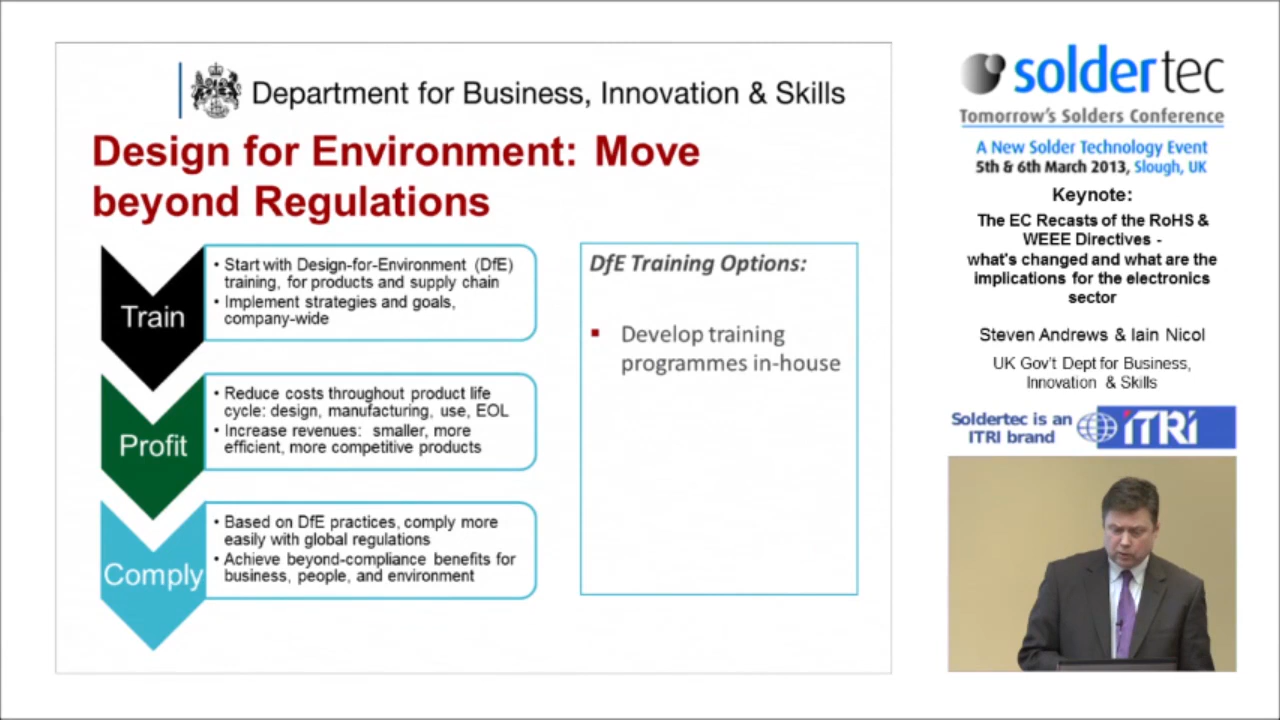 Department for Business, Innovation & Skills
Design for Environment: Move
beyond Regulations
Train
• Start with Design-for-Environment (DfE)
training, for products and supply chain
• Implement strategies and goals,
company-wide
Profit
• Reduce costs throughout product life
cycle: design, manufacturing, use, EOL
• Increase revenues: smaller, more
efficient, more competitive products
Comply
• Based on DfE practices, comply more
easily with global regulations
• Achieve beyond-compliance benefits for
business, people, and environment
DfE Training Options:
▪ Develop training
programmes in-house
soldertec
Tomorrow's Solders Conference
A New Solder Technology Event
5th & 6th March 2013, Slough, UK
Keynote:
The EC Recasts of the RoHS &
WEEE Directives -
what's changed and what are the
implications for the electronics
sector
Steven Andrews & Iain Nicol
UK Gov't Dept for Business,
Innovation & Skills
Soldertec is an
ITRI brand
iTRi